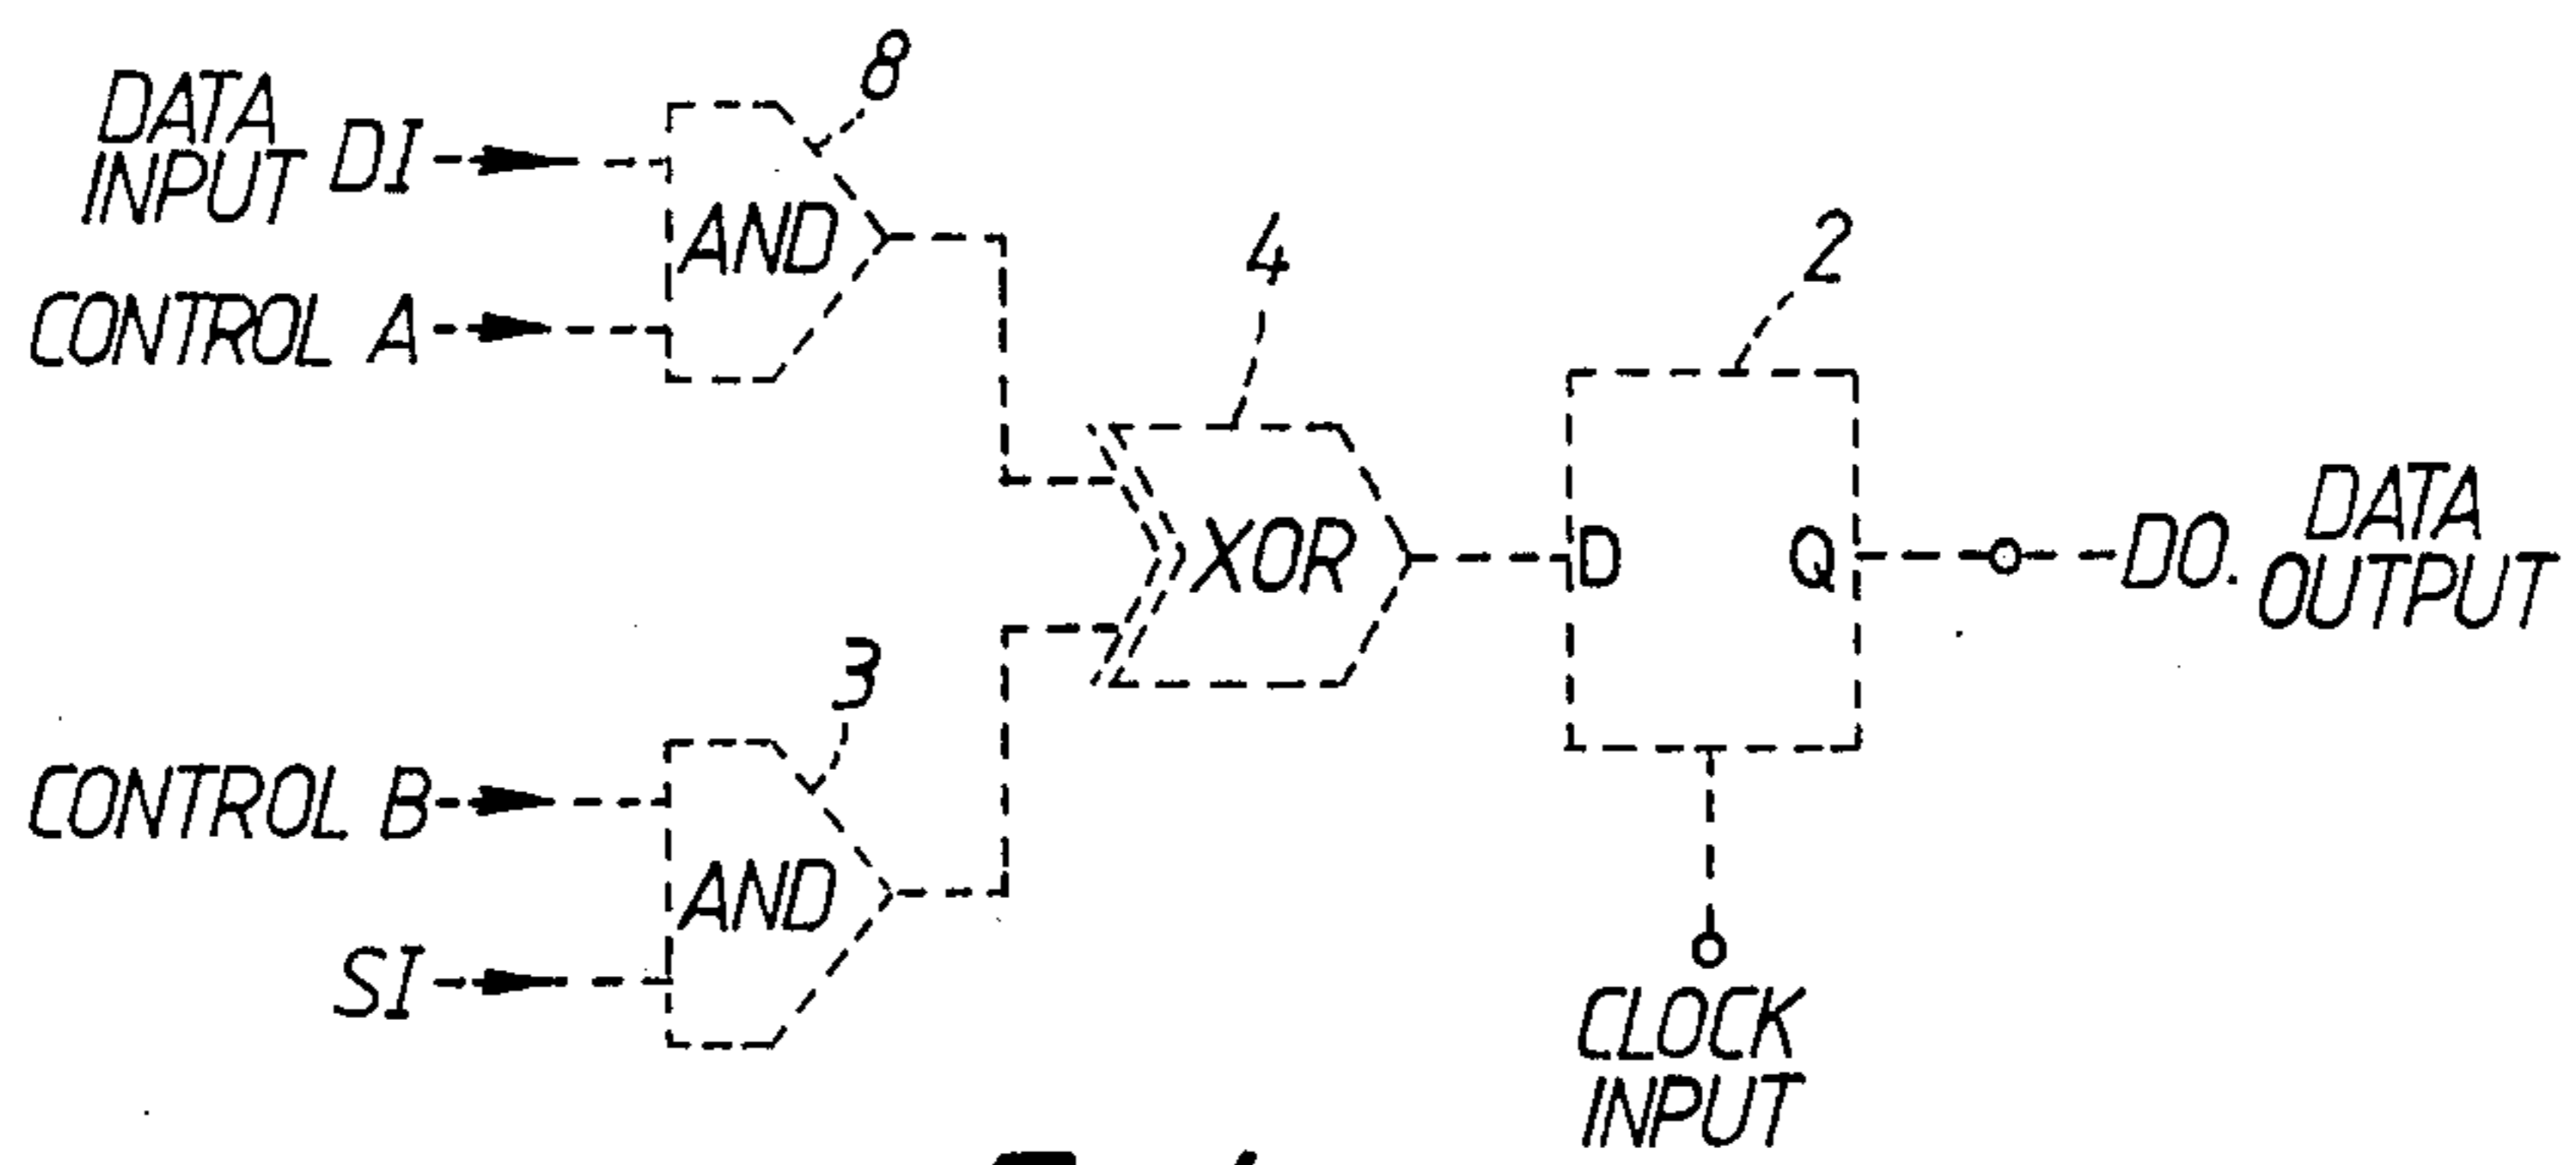 8
DATA
INPUT DI
AND
CONTROL A
4
2
XOR
D
Q
DO.
DATA
OUTPUT
3
CONTROL B
AND
SI
CLOCK
INPUT